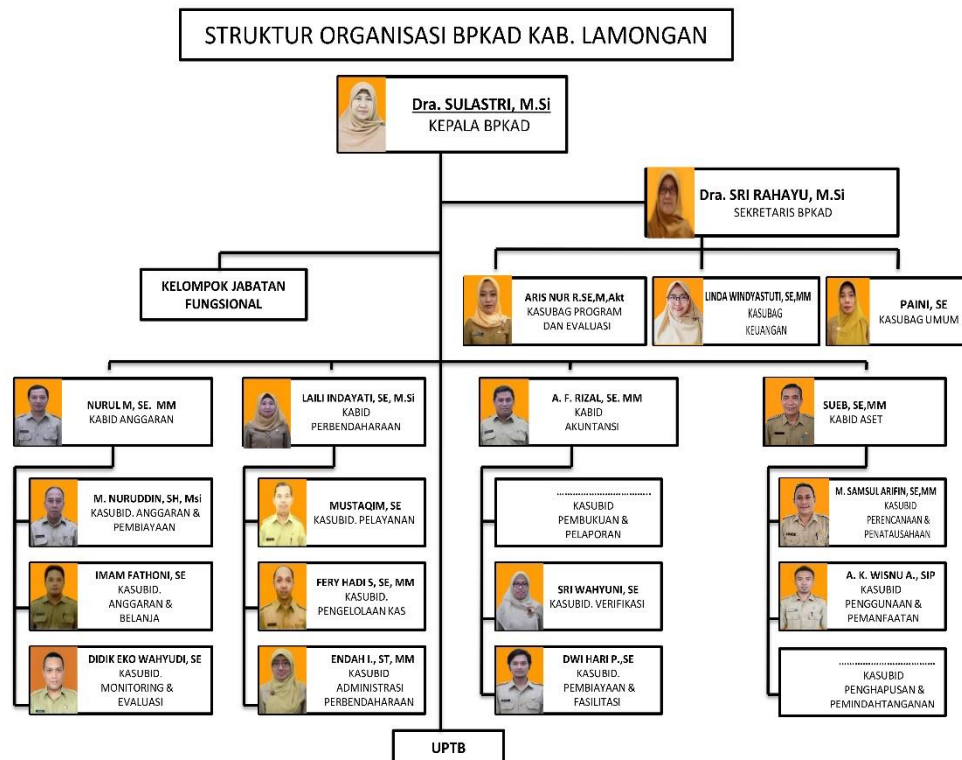 STRUKTUR ORGANISASI BPKAD KAB. LAMONGAN
Dra. SULASTRI, M.Si
KEPALA BPKAD
Dra. SRI RAHAYU, M.Si
SEKRETARIS BPKAD
KELOMPOK JABATAN
FUNGSIONAL
ARIS NUR R.SE,M,Akt
KASUBAG PROGRAM
DAN EVALUASI
LINDA WINDYASTUTI, SE,MM
KASUBAG
KEUANGAN
PAINI, SE
KASUBAG UMUM
NURUL M, SE. MM
KABID ANGGARAN
LAILI INDAYATI, SE, M.Si
KABID
PERBENDAHARAAN
A. F. RIZAL, SE. MM
KABID
AKUNTANSI
SUEB, SE,MM
KABID ASET
M. NURUDDIN, SH, Msi
KASUBID. ANGGARAN &
PEMBIAYAAN
MUSTAQIM, SE
KASUBID. PELAYANAN
................................
KASUBID
PEMBUKUAN &
PELAPORAN
M. SAMSUL ARIFIN, SE,MM
KASUBID
PERENCANAAN &
PENATAUSAHAAN
IMAM FATHONI, SE
KASUBID.
ANGGARAN &
BELANJA
FERY HADI S, SE, MM
KASUBID.
PENGELOLAAN KAS
SRI WAHYUNI, SE
KASUBID. VERIFIKASI
A. K. WISNU A., SIP
KASUBID
PENGGUNAAN &
PEMANFAATAN
DIDIK EKO WAHYUDI, SE
KASUBID.
MONITORING &
EVALUASI
ENDAH I., ST, MM
KASUBID
ADMINISTRASI
PERBENDAHARAAN
DWI HARI P.,SE
KASUBID.
PEMBIAYAAN &
FASILITASI
................................
KASUBID
PENGHAPUSAN &
PEMINDAHTANGANAN
UPTB